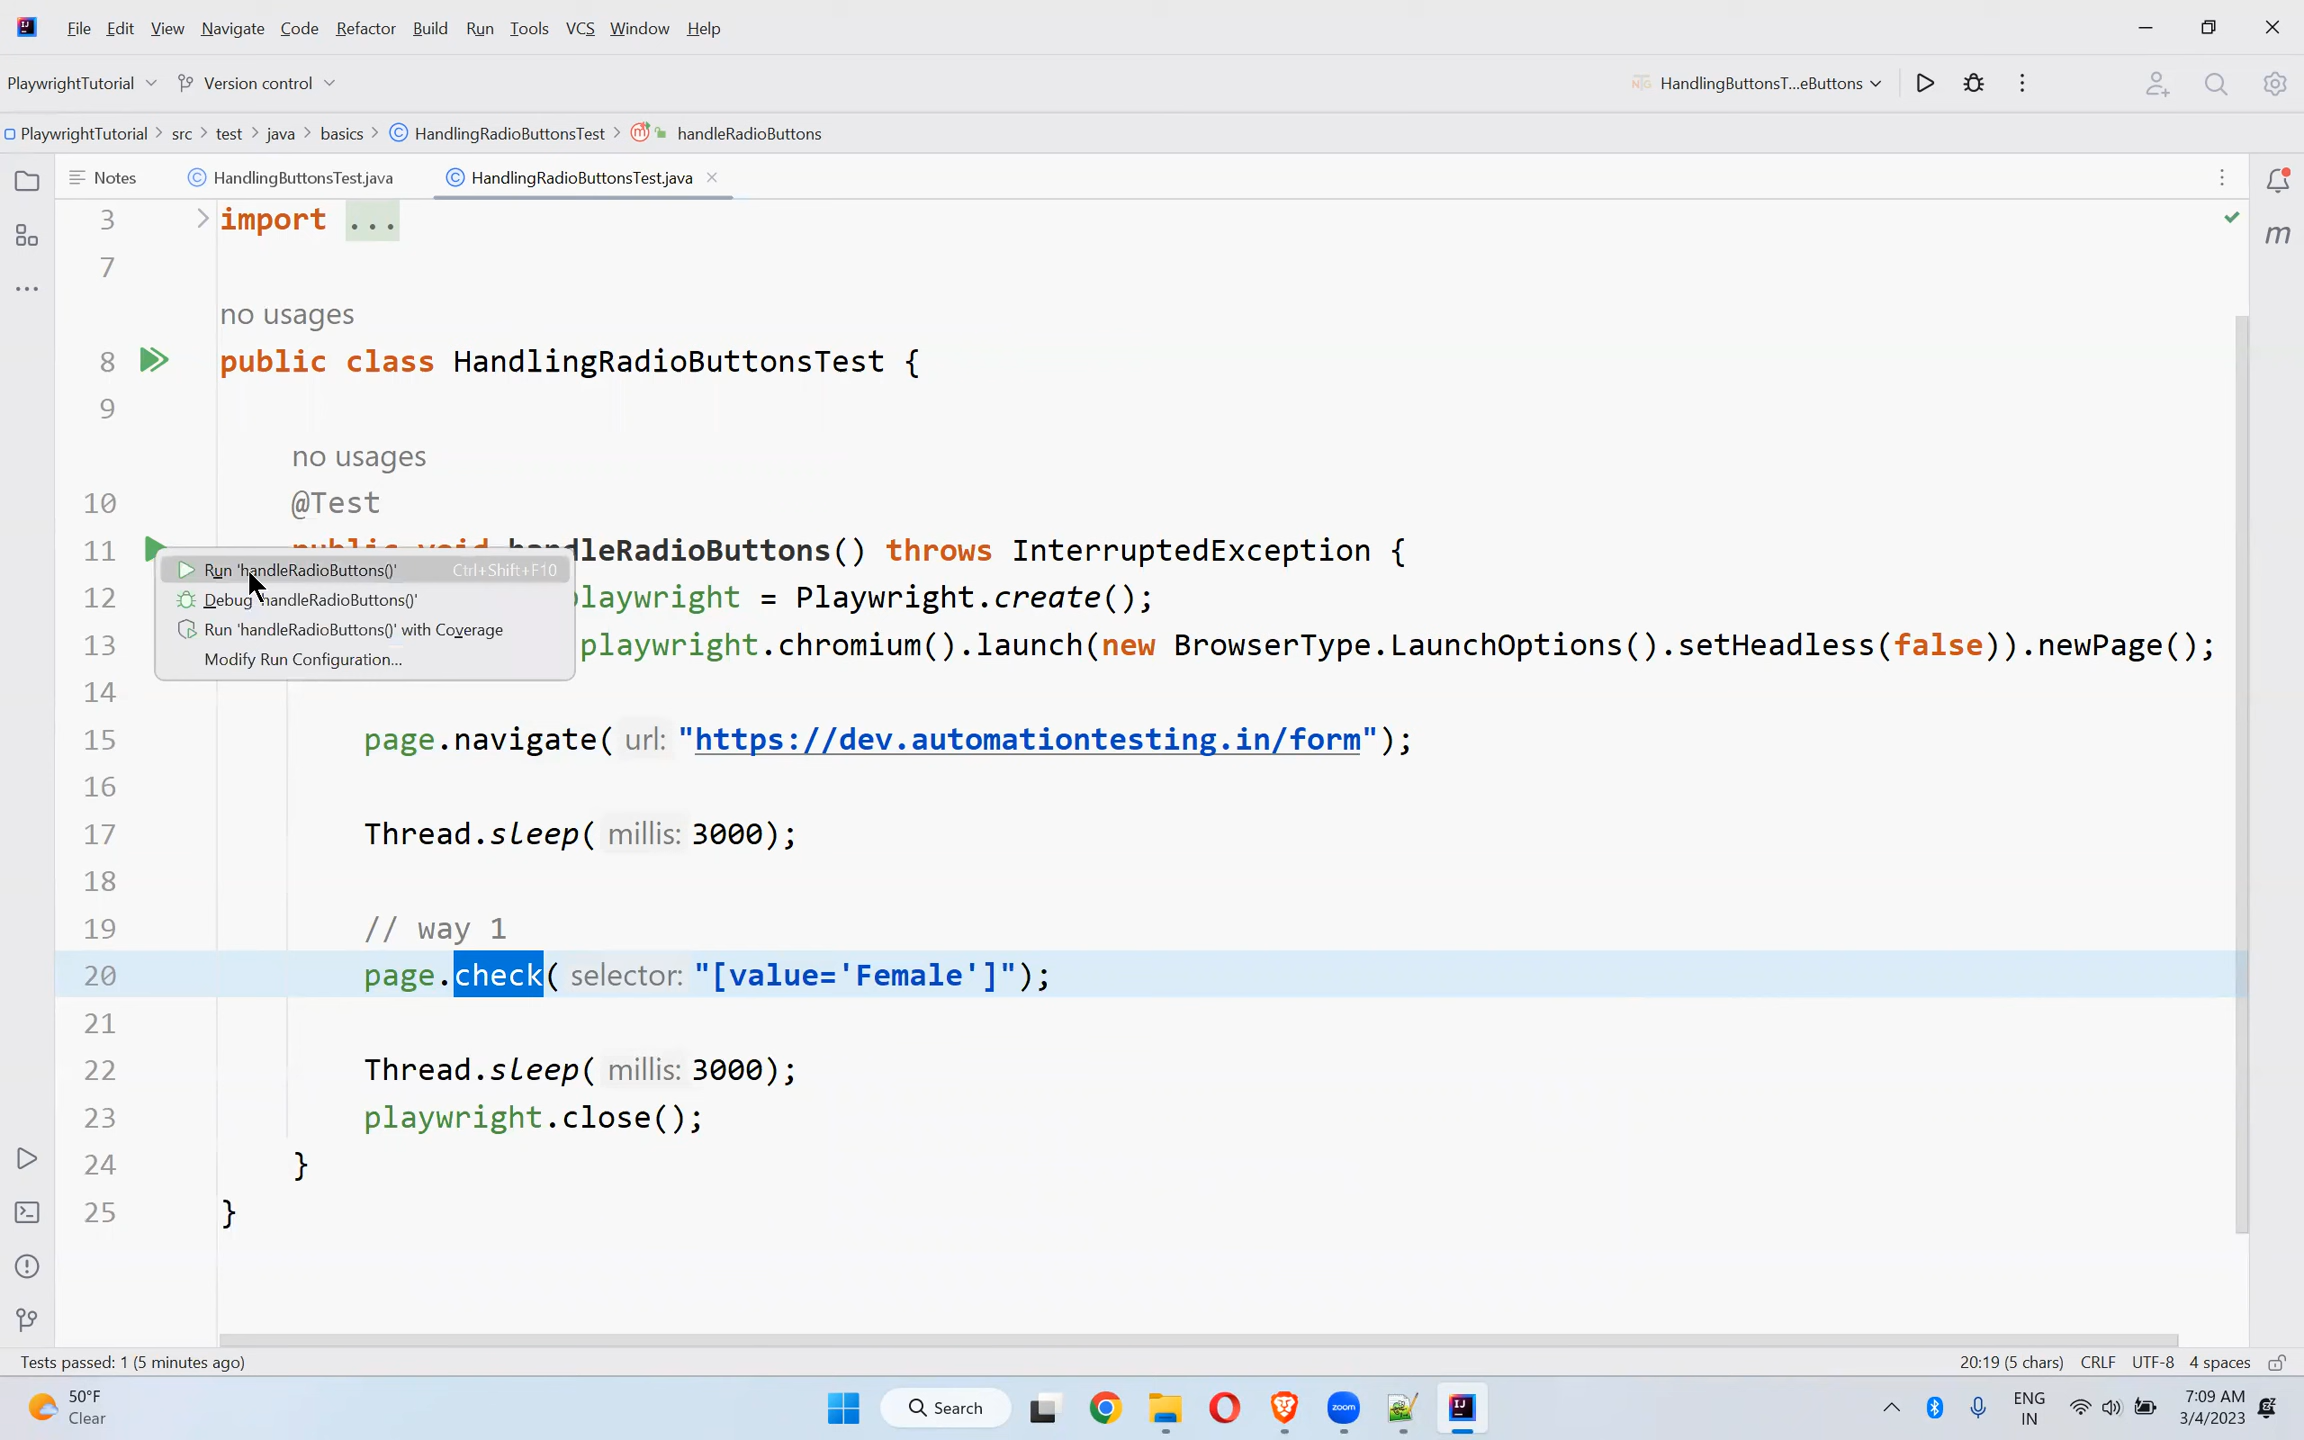 File Edit View Navigate Code Refactor Build Run Tools VCS Window Help
PlaywrightTutorial Version control HandlingButtonsT...eButtons
PlaywrightTutorial > src > test > java > basics > HandlingRadioButtonsTest > handleRadioButtons
Notes HandlingButtonsTest.java HandlingRadioButtonsTest.java
3 import ...
7
no usages
8 public class HandlingRadioButtonsTest {
9
no usages
10 @Test
11 public void handleRadioButtons() throws InterruptedException {
Run 'handleRadioButtons()' Ctrl+Shift+F10
Debug 'handleRadioButtons()'
Run 'handleRadioButtons()' with Coverage
Modify Run Configuration...
12 playwright = Playwright.create();
13 playwright.chromium().launch(new BrowserType.LaunchOptions().setHeadless(false)).newPage();
14
15 page.navigate( url: "https://dev.automationtesting.in/form");
16
17 Thread.sleep( millis: 3000);
18
19 // way 1
20 page.check( selector: "[value='Female']");
21
22 Thread.sleep( millis: 3000);
23 playwright.close();
24 }
25 }
Tests passed: 1 (5 minutes ago) 20:19 (5 chars) CRLF UTF-8 4 spaces
50°F
Clear
Search
zoom
ENG
IN
7:09 AM
3/4/2023